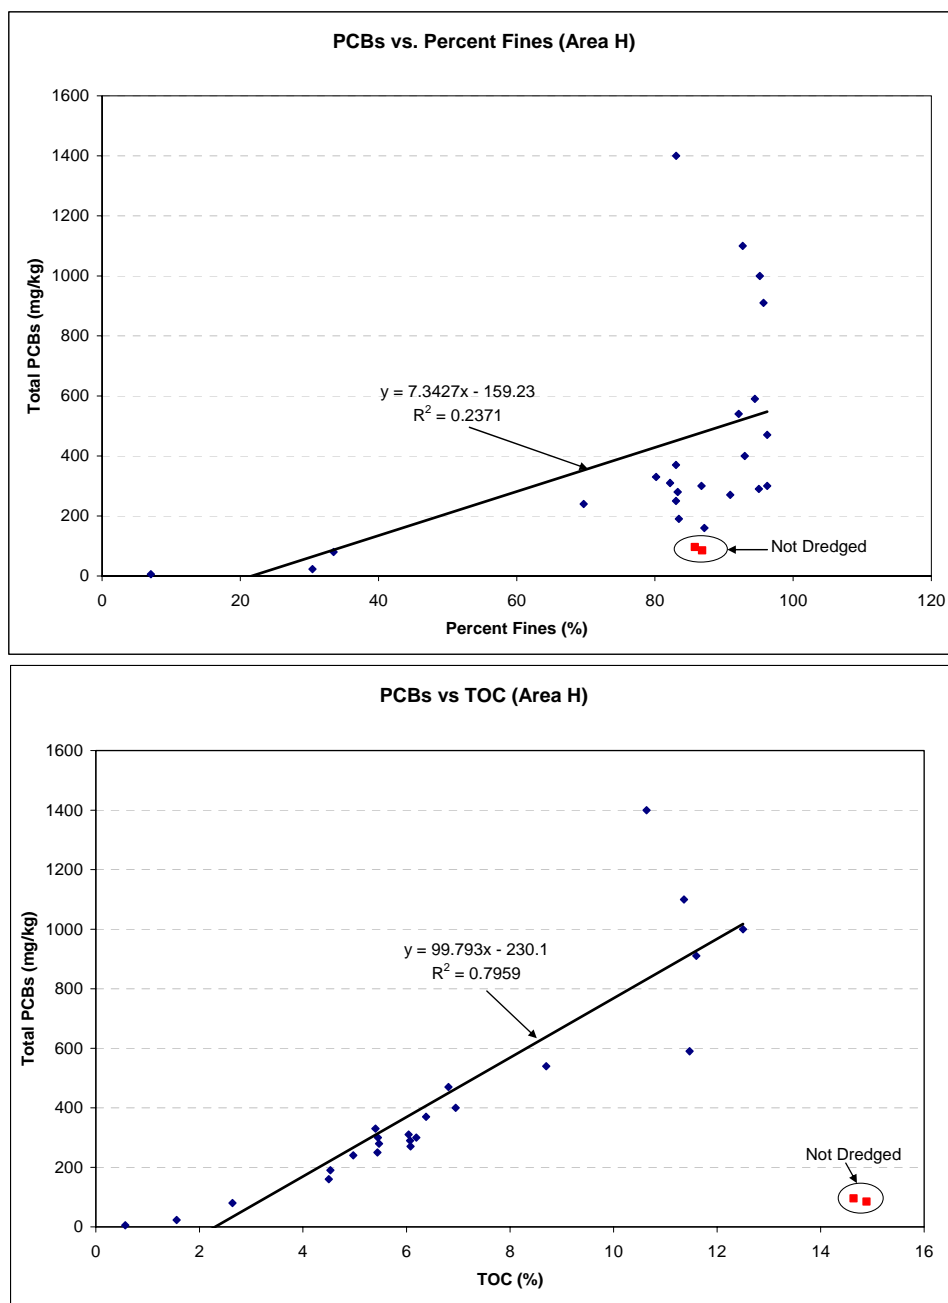 PCBs vs. Percent Fines (Area H)
1600
1400
1200
1000
800
600
400
200
0
Total PCBs (mg/kg)
y = 7.3427x - 159.23
R² = 0.2371
Not Dredged
0 20 40 60 80 100 120
Percent Fines (%)
PCBs vs TOC (Area H)
1600
1400
1200
1000
800
600
400
200
0
Total PCBs (mg/kg)
y = 99.793x - 230.1
R² = 0.7959
Not Dredged
0 2 4 6 8 10 12 14 16
TOC (%)